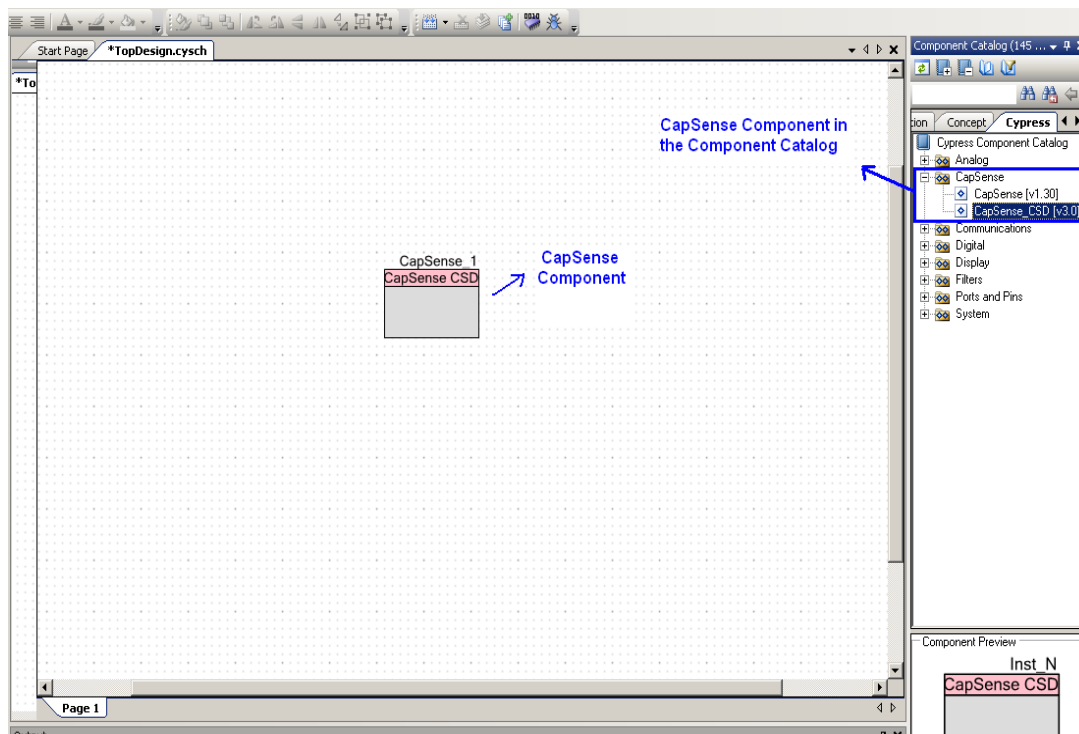 Start Page
*TopDesign.cysch
Component Catalog (145 ...
*To
CapSense Component in
the Component Catalog
Concept
Cypress
Cypress Component Catalog
Analog
CapSense
CapSense [v1.30]
CapSense_CSD [v3.0]
Communications
Digital
Display
Filters
Ports and Pins
System
CapSense_1
CapSense CSD
CapSense
Component
Component Preview
Inst_N
CapSense CSD
Page 1